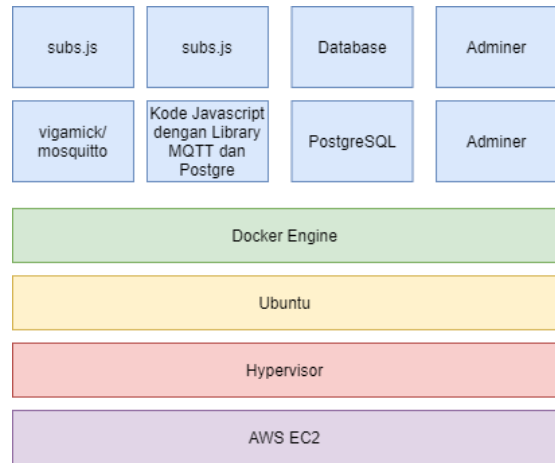 subs.js
subs.js
Database
Adminer
vigamick/
mosquitto
Kode Javascript
dengan Library
MQTT dan
Postgre
PostgreSQL
Adminer
Docker Engine
Ubuntu
Hypervisor
AWS EC2